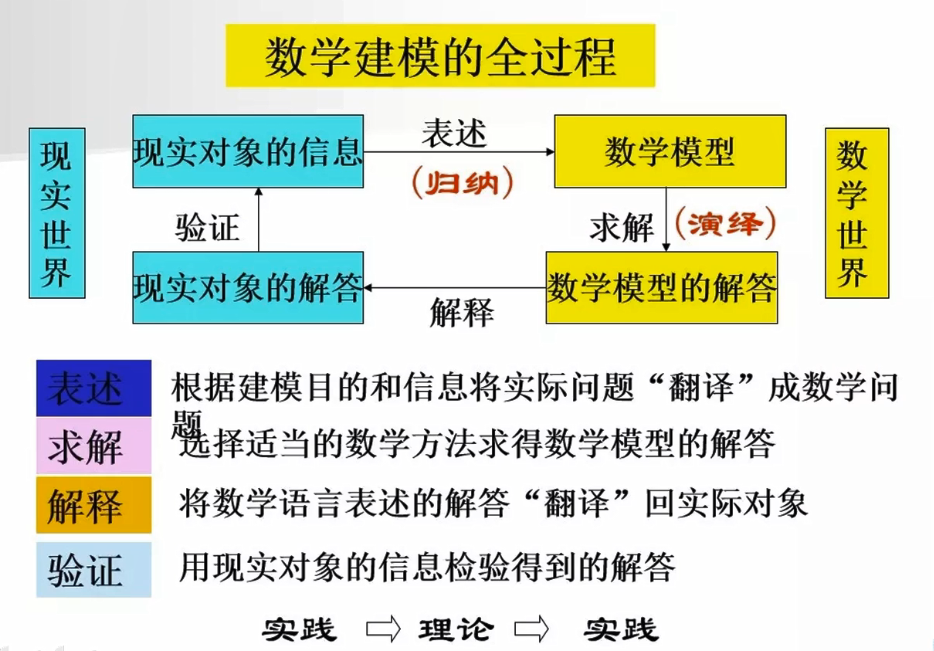 数学建模的全过程
现实世界
现实对象的信息
表述
(归纳)
数学模型
数学世界
验证
求解
(演绎)
现实对象的解答
解释
数学模型的解答
表述
根据建模目的和信息将实际问题“翻译”成数学问
题
求解
选择适当的数学方法求得数学模型的解答
解释
将数学语言表述的解答“翻译”回实际对象
验证
用现实对象的信息检验得到的解答
实践 ⇨ 理论 ⇨ 实践